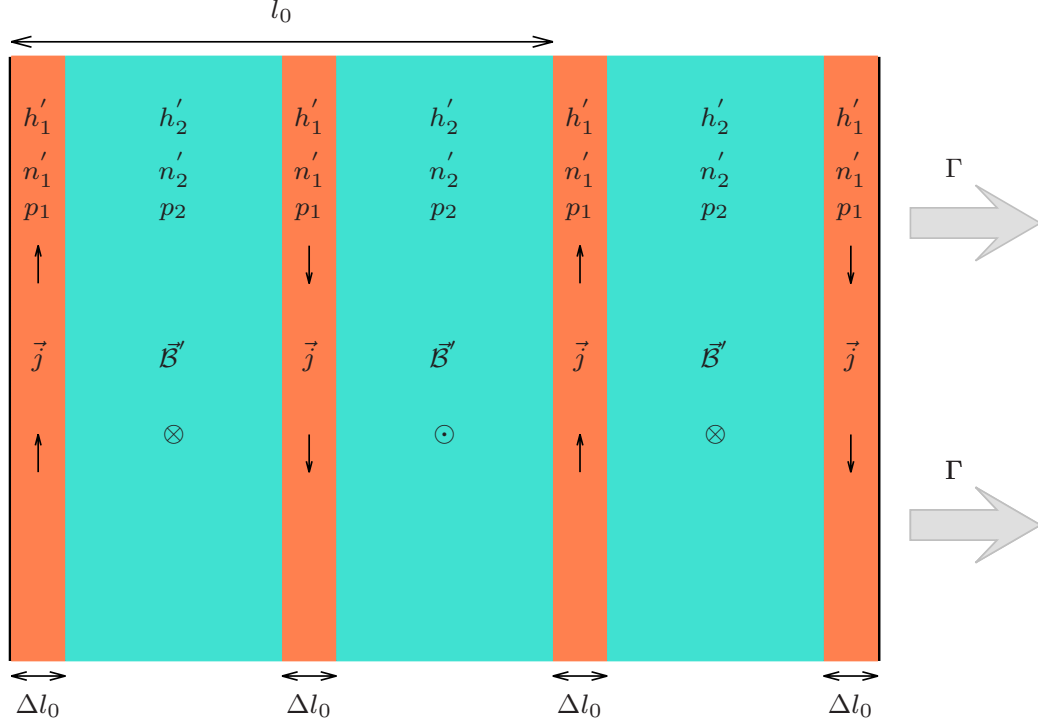 l₀
h₁′ h₂′ h₁′ h₂′ h₁′ h₂′ h₁′
n₁′ n₂′ n₁′ n₂′ n₁′ n₂′ n₁′ Γ
p₁ p₂ p₁ p₂ p₁ p₂ p₁
j⃗ ℬ⃗′ j⃗ ℬ⃗′ j⃗ ℬ⃗′ j⃗
⊗ ⊙ ⊗
Γ
Δl₀ Δl₀ Δl₀ Δl₀